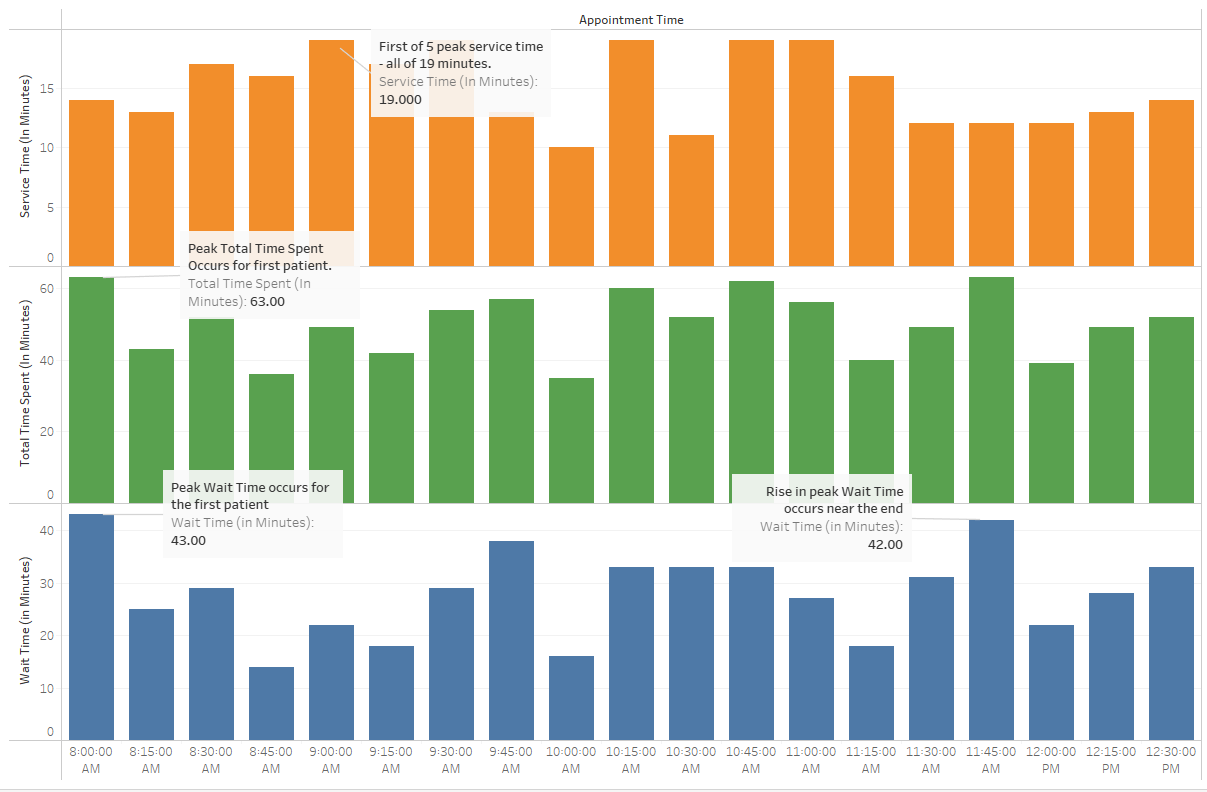 Appointment Time
First of 5 peak service time
- all of 19 minutes.
Service Time (In Minutes):
19.000
Service Time (In Minutes)
15
10
5
0
Peak Total Time Spent
Occurs for first patient.
Total Time Spent (In
Minutes): 63.00
Total Time Spent (In Minutes)
60
40
20
0
Peak Wait Time occurs for
the first patient
Wait Time (in Minutes):
43.00
Rise in peak Wait Time
occurs near the end
Wait Time (in Minutes):
42.00
Wait Time (in Minutes)
40
30
20
10
0
8:00:00 8:15:00 8:30:00 8:45:00 9:00:00 9:15:00 9:30:00 9:45:00 10:00:00 10:15:00 10:30:00 10:45:00 11:00:00 11:15:00 11:30:00 11:45:00 12:00:00 12:15:00 12:30:00
AM AM AM AM AM AM AM AM AM AM AM AM AM AM AM AM PM PM PM